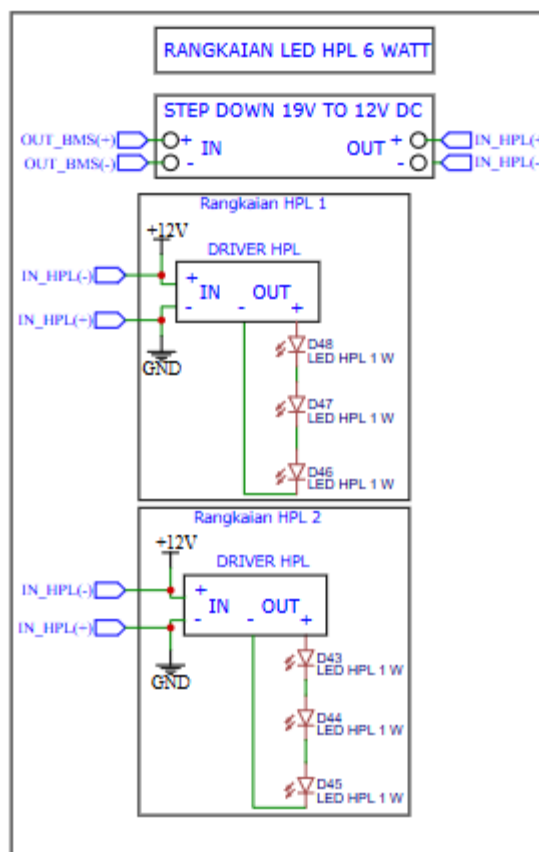 RANGKAIAN LED HPL 6 WATT
STEP DOWN 19V TO 12V DC
OUT_BMS(+) + IN OUT + IN_HPL(+
OUT_BMS(-) - - IN_HPL(-
Rangkaian HPL 1
+12V
DRIVER HPL
IN_HPL(-) + IN OUT
IN_HPL(+) - - +
GND
D48
LED HPL 1 W
D47
LED HPL 1 W
D46
LED HPL 1 W
Rangkaian HPL 2
+12V
DRIVER HPL
IN_HPL(-) + IN OUT
IN_HPL(+) - - +
GND
D43
LED HPL 1 W
D44
LED HPL 1 W
D45
LED HPL 1 W